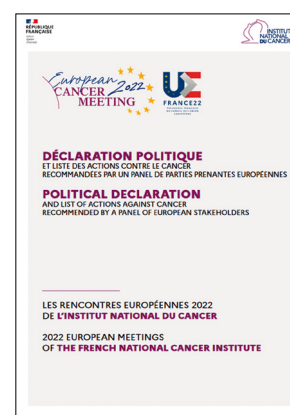 RÉPUBLIQUE
FRANÇAISE
INSTITUT
NATIONAL
DU CANCER
European 2022
CANCER
MEETING
UE
FRANCE22
DÉCLARATION POLITIQUE
ET LISTE DES ACTIONS CONTRE LE CANCER
RECOMMANDÉES PAR UN PANEL DE PARTIES PRENANTES EUROPÉENNES
POLITICAL DECLARATION
AND LIST OF ACTIONS AGAINST CANCER
RECOMMENDED BY A PANEL OF EUROPEAN STAKEHOLDERS
LES RENCONTRES EUROPÉENNES 2022
DE L'INSTITUT NATIONAL DU CANCER
2022 EUROPEAN MEETINGS
OF THE FRENCH NATIONAL CANCER INSTITUTE